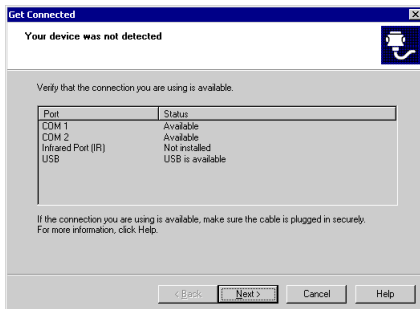 Get Connected
Your device was not detected
Verify that the connection you are using is available.
Port Status
COM 1 Available
COM 2 Available
Infrared Port (IR) Not installed
USB USB is available
If the connection you are using is available, make sure the cable is plugged in securely.
For more information, click Help.
< Back Next > Cancel Help